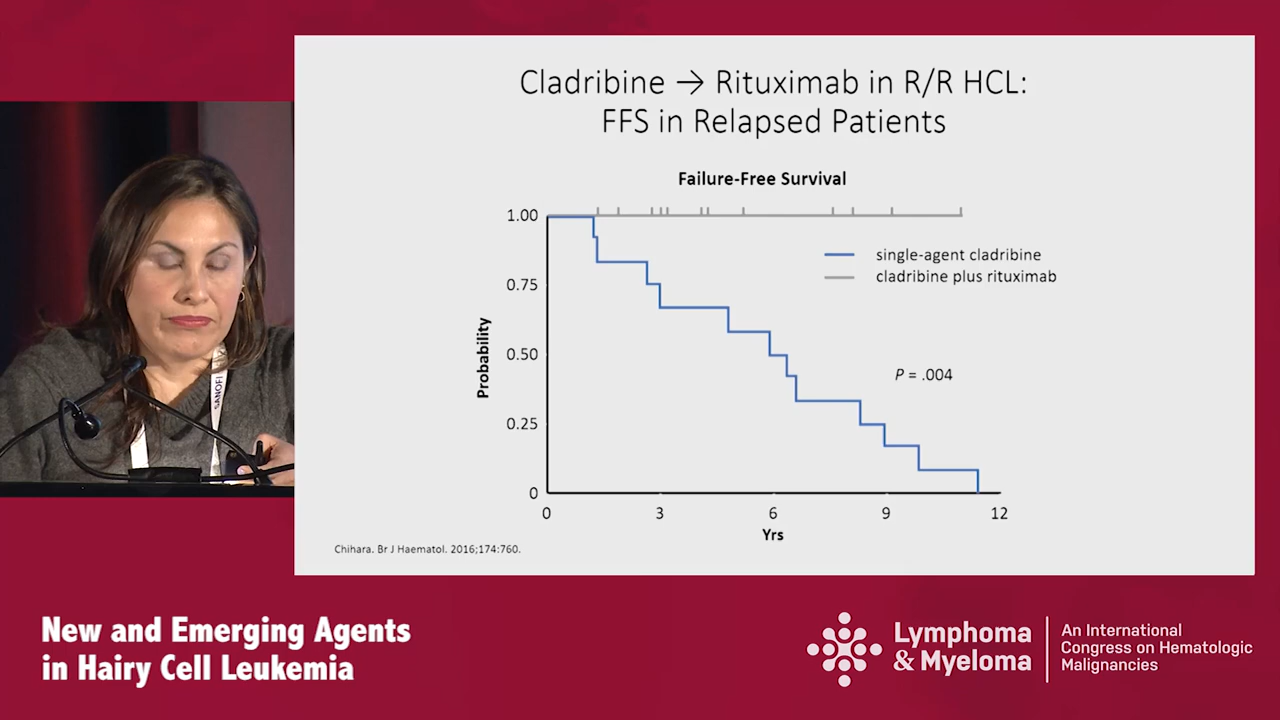 Cladribine → Rituximab in R/R HCL:
FFS in Relapsed Patients
Failure-Free Survival
1.00
0.75
0.50
0.25
0
Probability
single-agent cladribine
cladribine plus rituximab
P = .004
0 3 6 9 12
Yrs
Chihara. Br J Haematol. 2016;174:760.
SANOFI
New and Emerging Agents
in Hairy Cell Leukemia
Lymphoma
& Myeloma
An International
Congress on Hematologic
Malignancies